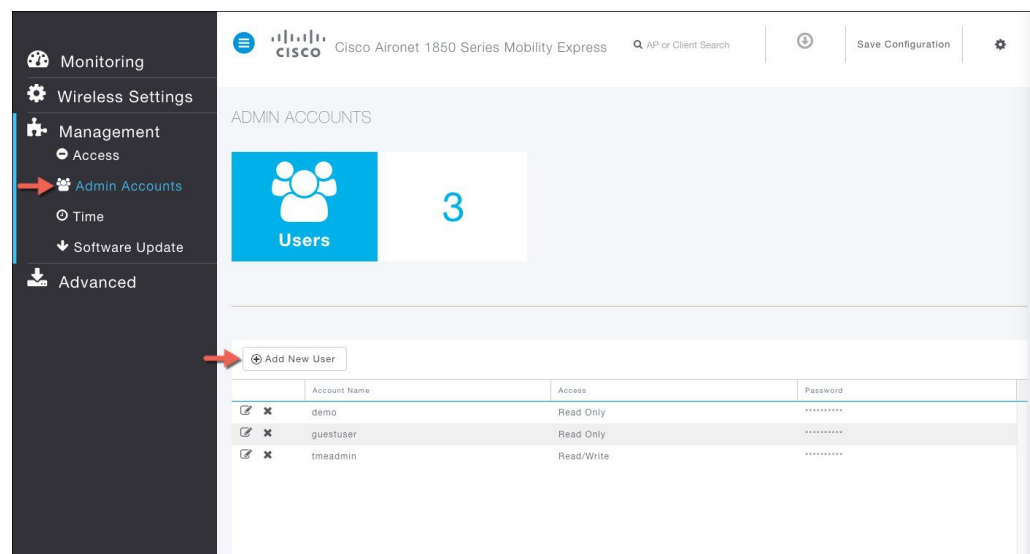 Monitoring
Wireless Settings
Management
Access
Admin Accounts
Time
Software Update
Advanced
CISCO
Cisco Aironet 1850 Series Mobility Express
AP or Client Search
Save Configuration
ADMIN ACCOUNTS
Users
3
Add New User
Account Name Access Password
demo Read Only **********
guestuser Read Only **********
tmeadmin Read/Write **********